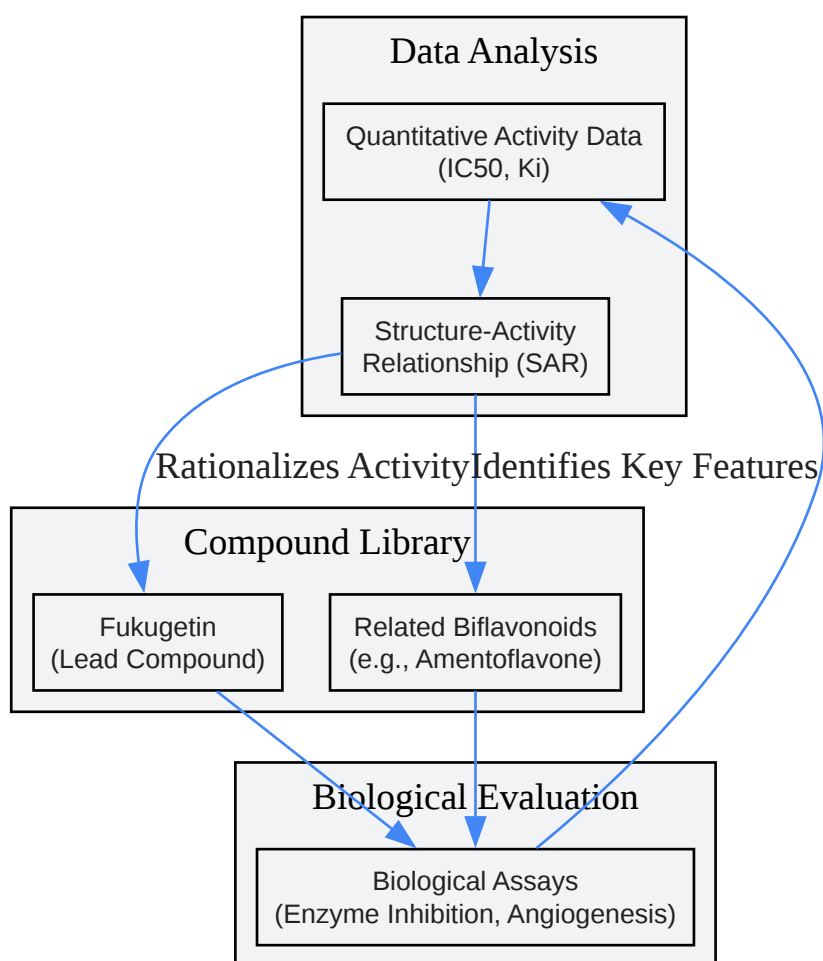 Data Analysis
Quantitative Activity Data
(IC50, Ki)
Structure-Activity
Relationship (SAR)
Rationalizes Activity
Identifies Key Features
Compound Library
Fukugetin
(Lead Compound)
Related Biflavonoids
(e.g., Amentoflavone)
Biological Evaluation
Biological Assays
(Enzyme Inhibition, Angiogenesis)